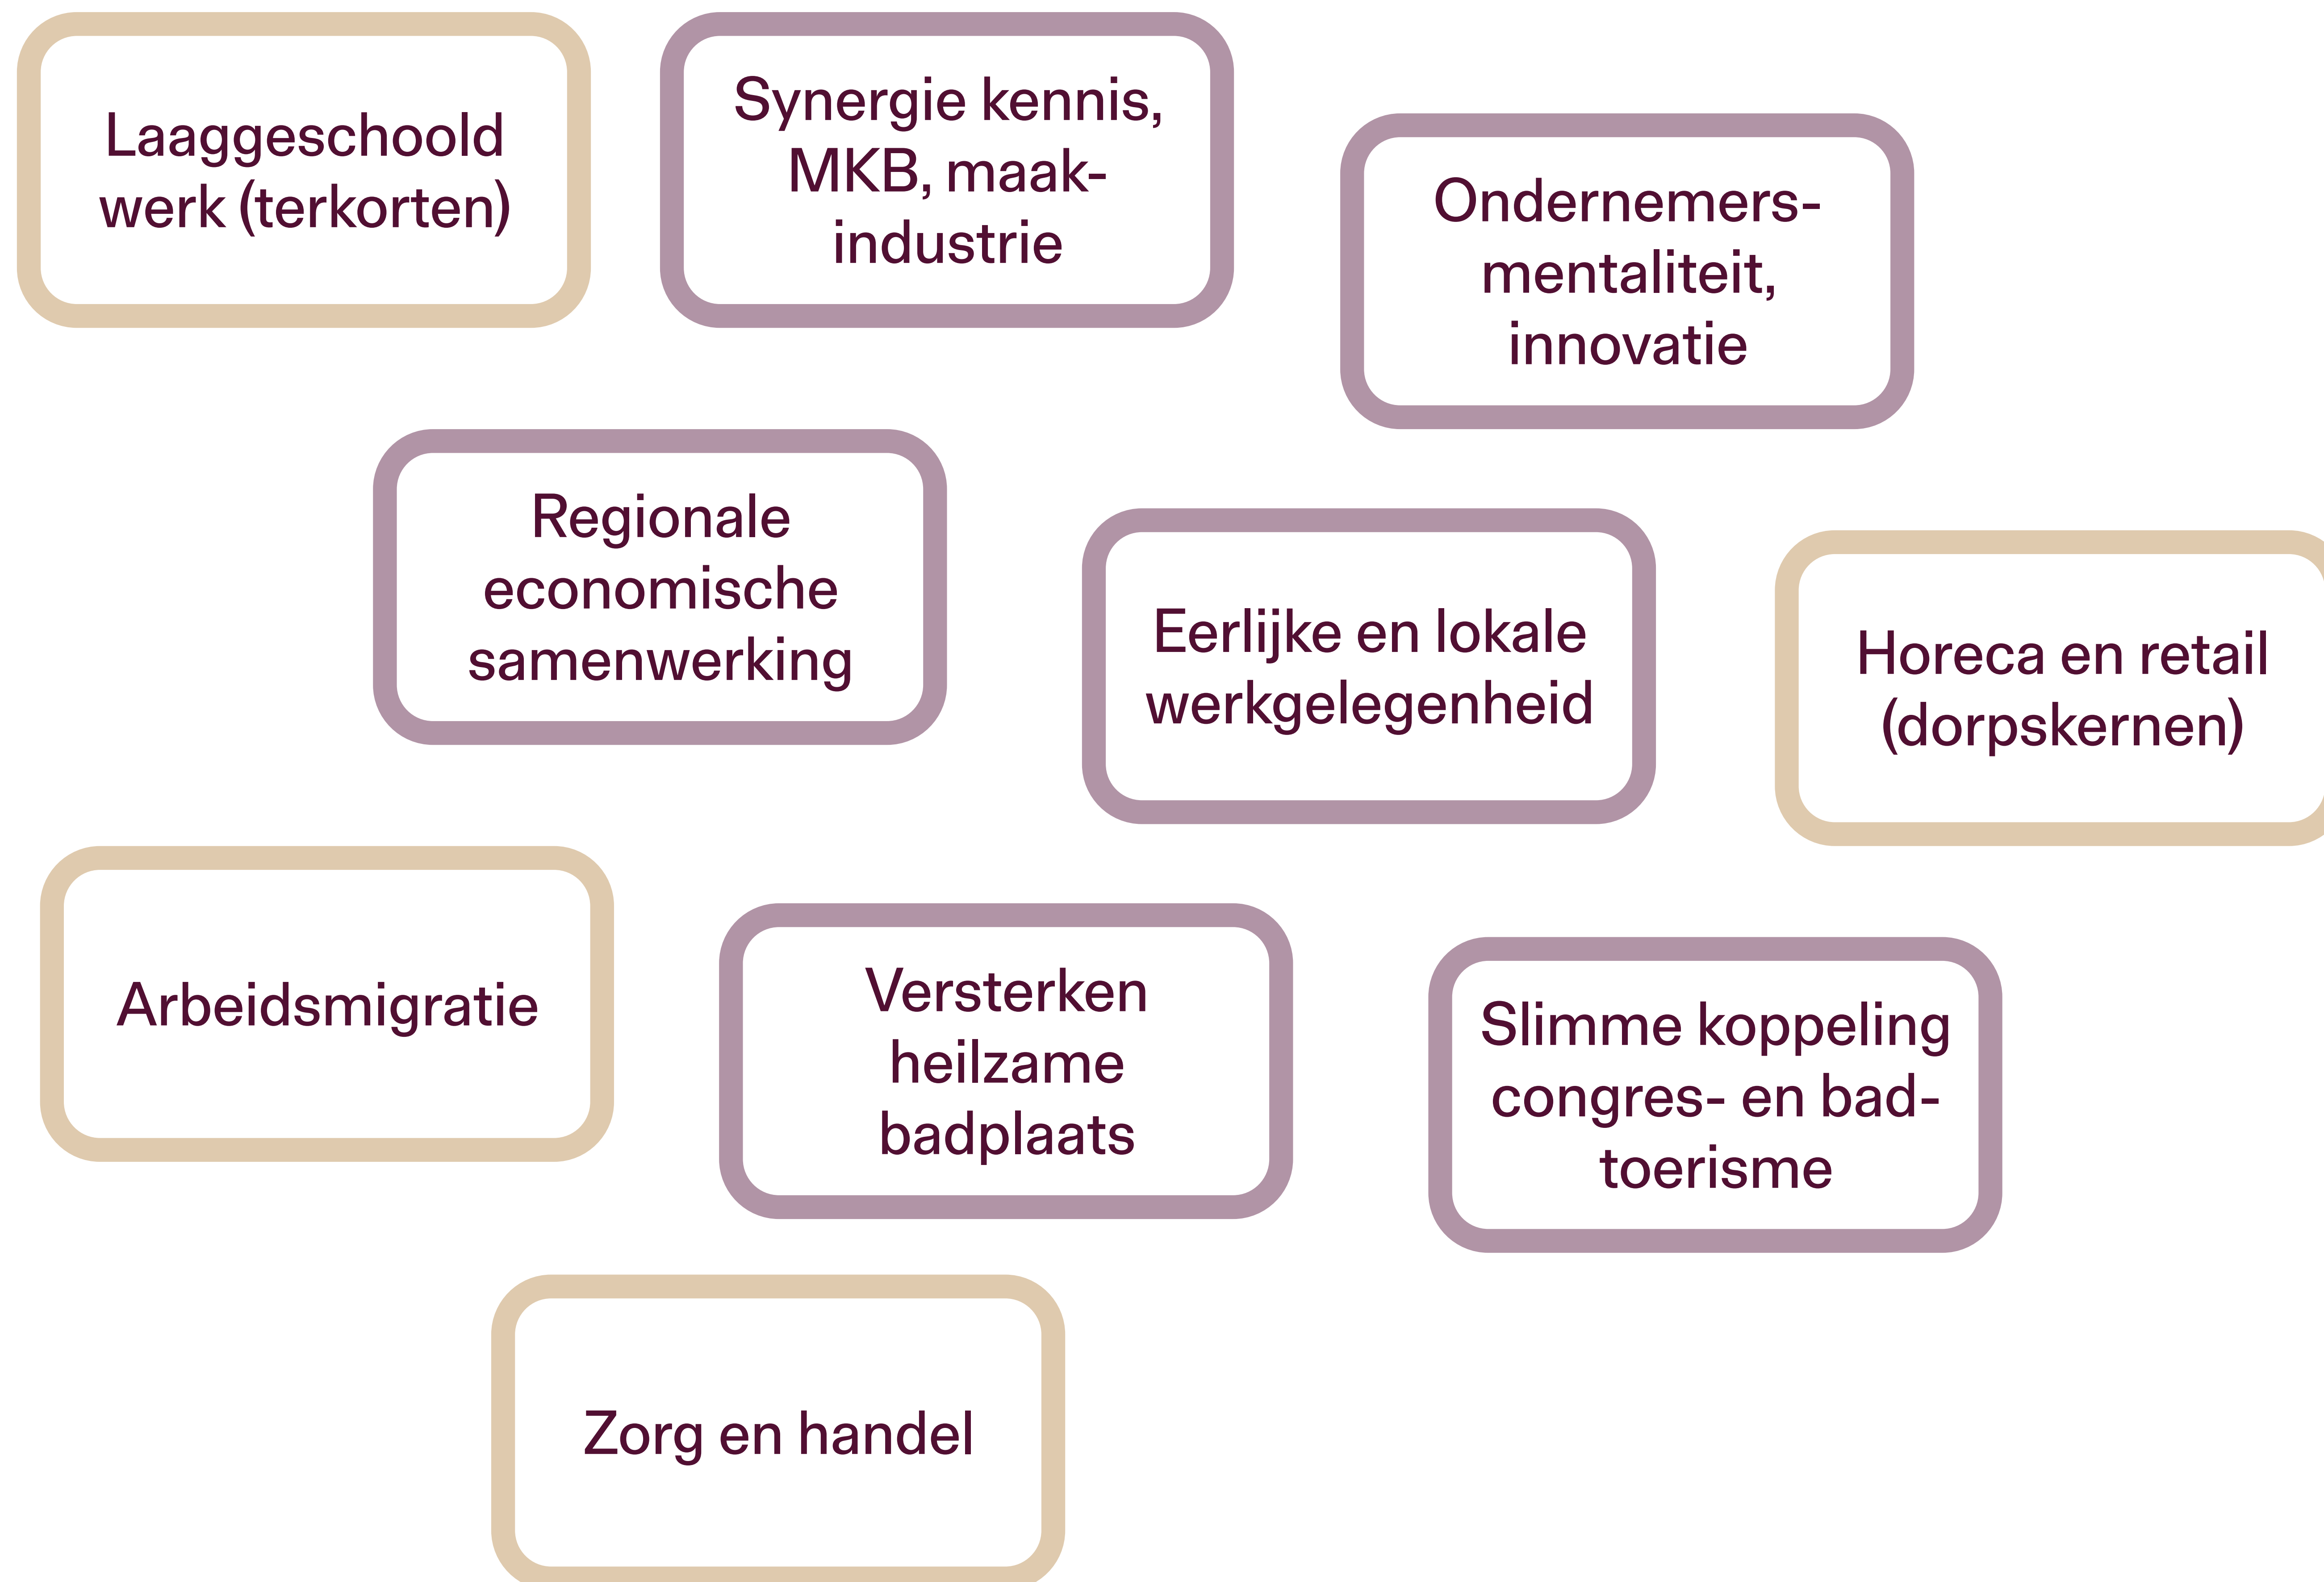 Laaggeschoold
werk (terkorten)
Synergie kennis,
MKB, maak-
industrie
Ondernemers-
mentaliteit,
innovatie
Regionale
economische
samenwerking
Eerlijke en lokale
werkgelegenheid
Horeca en retail
(dorpskernen)
Arbeidsmigratie
Versterken
heilzame
badplaats
Slimme koppeling
congres- en bad-
toerisme
Zorg en handel